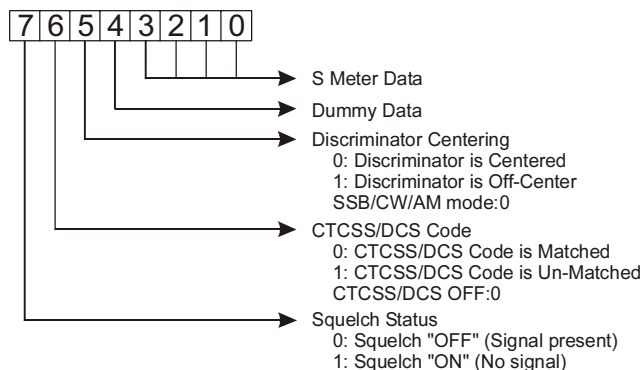 7 6 5 4 3 2 1 0
S Meter Data
Dummy Data
Discriminator Centering
0: Discriminator is Centered
1: Discriminator is Off-Center
SSB/CW/AM mode:0
CTCSS/DCS Code
0: CTCSS/DCS Code is Matched
1: CTCSS/DCS Code is Un-Matched
CTCSS/DCS OFF:0
Squelch Status
0: Squelch "OFF" (Signal present)
1: Squelch "ON" (No signal)